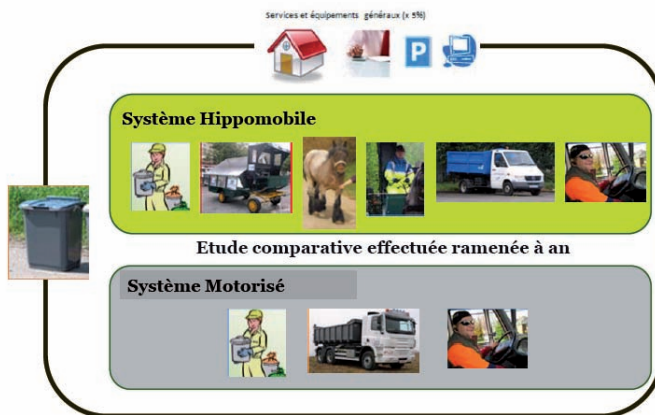 Services et équipements généraux (x 5%)
P
Système Hippomobile
Etude comparative effectuée ramenée à an
Système Motorisé